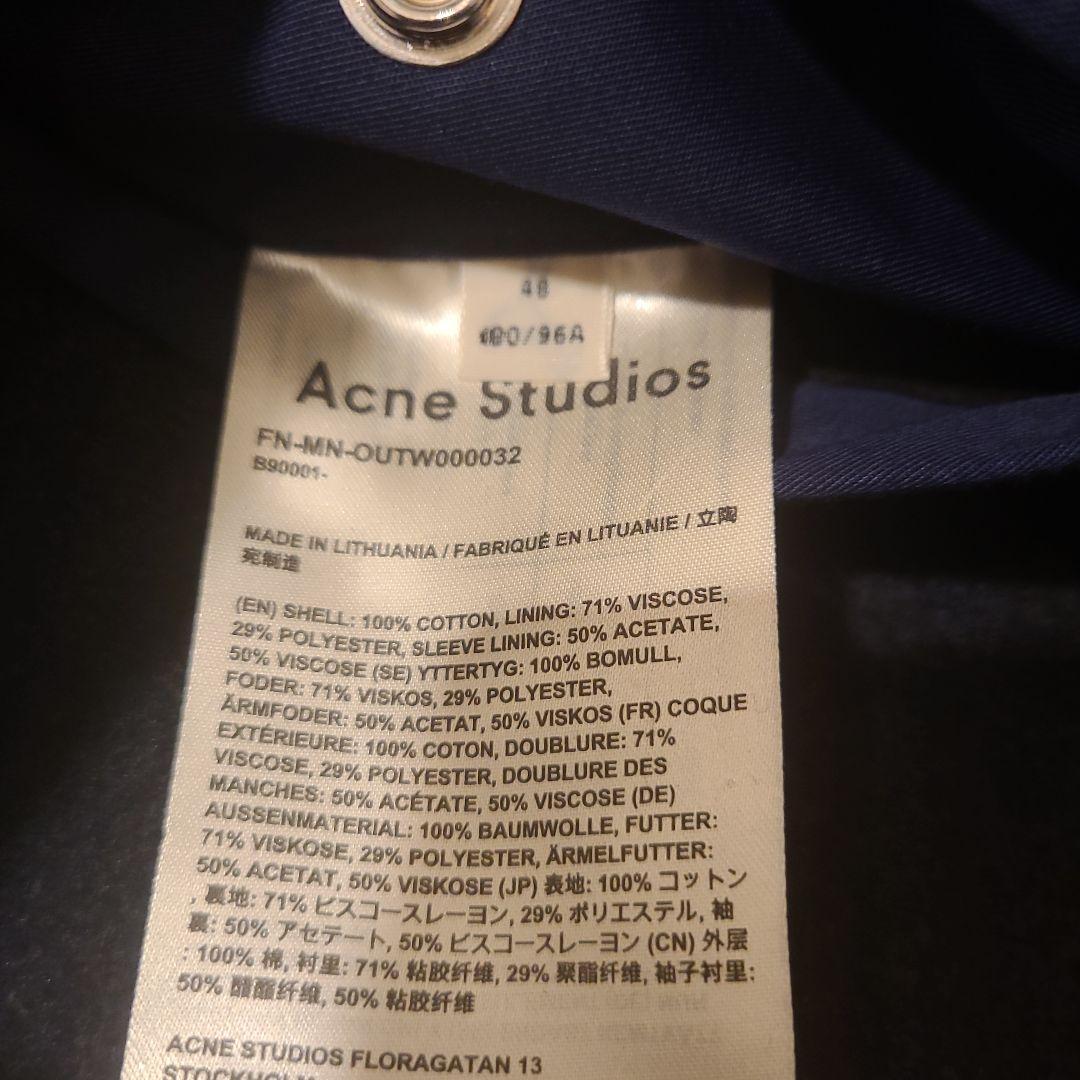 48
Acne Studios
FN-MN-OUTW000032
B90001-
MADE IN LITHUANIA / FABRIQUÉ EN LITUANIE / 立陶
宛制造
(EN) SHELL: 100% COTTON, LINING: 71% VISCOSE,
29% POLYESTER, SLEEVE LINING: 50% ACETATE,
50% VISCOSE (SE) YTTERTYG: 100% BOMULL,
FODER: 71% VISKOS, 29% POLYESTER,
ÄRMFODER: 50% ACETAT, 50% VISKOS (FR) COQUE
EXTÉRIEURE: 100% COTON, DOUBLURE: 71%
VISCOSE, 29% POLYESTER, DOUBLURE DES
MANCHES: 50% ACÉTATE, 50% VISCOSE (DE)
AUSSENMATERIAL: 100% BAUMWOLLE, FUTTER:
71% VISKOSE, 29% POLYESTER, ÄRMELFUTTER:
50% ACETAT, 50% VISKOSE (JP) 表地: 100% コットン
, 裏地: 71% ビスコースレーヨン, 29% ポリエステル, 袖
裏: 50% アセテート, 50% ビスコースレーヨン (CN) 外层
: 100% 棉, 衬里: 71% 粘胶纤维, 29% 聚酯纤维, 袖子衬里:
50% 醋酯纤维, 50% 粘胶纤维
ACNE STUDIOS FLORAGATAN 13